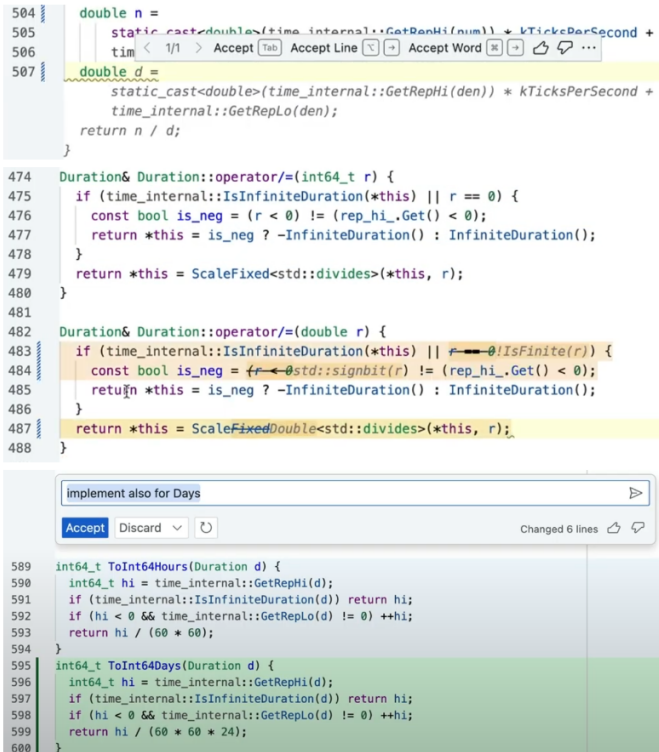 504 double n =
505 static_cast<double>(time_internal::GetRepHi(num)) * kTicksPerSecond +
506 tim
< 1/1 > Accept Tab Accept Line ⌥ → Accept Word ⌘ → ...
507 double d =
static_cast<double>(time_internal::GetRepHi(den)) * kTicksPerSecond +
time_internal::GetRepLo(den);
return n / d;
}
474 Duration& Duration::operator/=(int64_t r) {
475 if (time_internal::IsInfiniteDuration(*this) || r == 0) {
476 const bool is_neg = (r < 0) != (rep_hi_.Get() < 0);
477 return *this = is_neg ? -InfiniteDuration() : InfiniteDuration();
478 }
479 return *this = ScaleFixed<std::divides>(*this, r);
480 }
481
482 Duration& Duration::operator/=(double r) {
483 if (time_internal::IsInfiniteDuration(*this) || r == 0!IsFinite(r)) {
484 const bool is_neg = (r < 0std::signbit(r) != (rep_hi_.Get() < 0);
485 return *this = is_neg ? -InfiniteDuration() : InfiniteDuration();
486 }
487 return *this = ScaleFixedDouble<std::divides>(*this, r);
488 }
implement also for Days
Accept Discard Changed 6 lines
589 int64_t ToInt64Hours(Duration d) {
590 int64_t hi = time_internal::GetRepHi(d);
591 if (time_internal::IsInfiniteDuration(d)) return hi;
592 if (hi < 0 && time_internal::GetRepLo(d) != 0) ++hi;
593 return hi / (60 * 60);
594 }
595 int64_t ToInt64Days(Duration d) {
596 int64_t hi = time_internal::GetRepHi(d);
597 if (time_internal::IsInfiniteDuration(d)) return hi;
598 if (hi < 0 && time_internal::GetRepLo(d) != 0) ++hi;
599 return hi / (60 * 60 * 24);
600 }